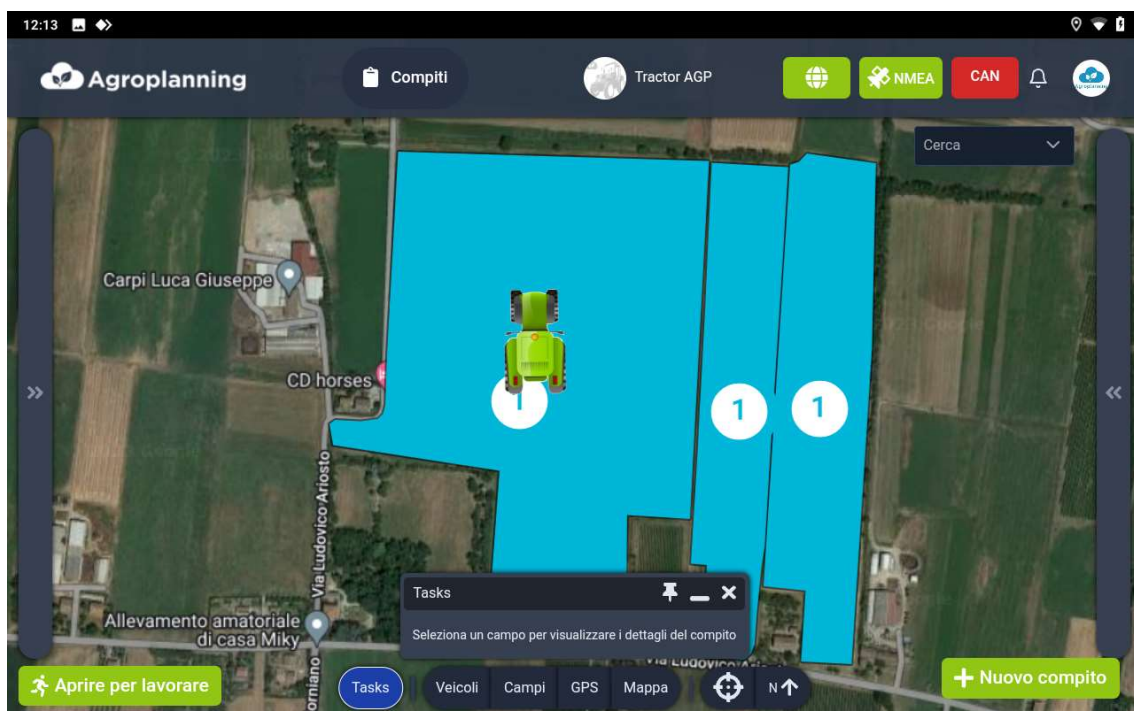 12:13
Agroplanning
Compiti
Tractor AGP
NMEA
CAN
Cerca
Carpi Luca Giuseppe
CD horses
1
1
1
Via Ludovico Ariosto
Tasks
Seleziona un campo per visualizzare i dettagli del compito
Allevamento amatoriale
di casa Miky
Via Ludovico
Aprire per lavorare
Tasks
Veicoli
Campi
GPS
Mappa
N
Nuovo compito